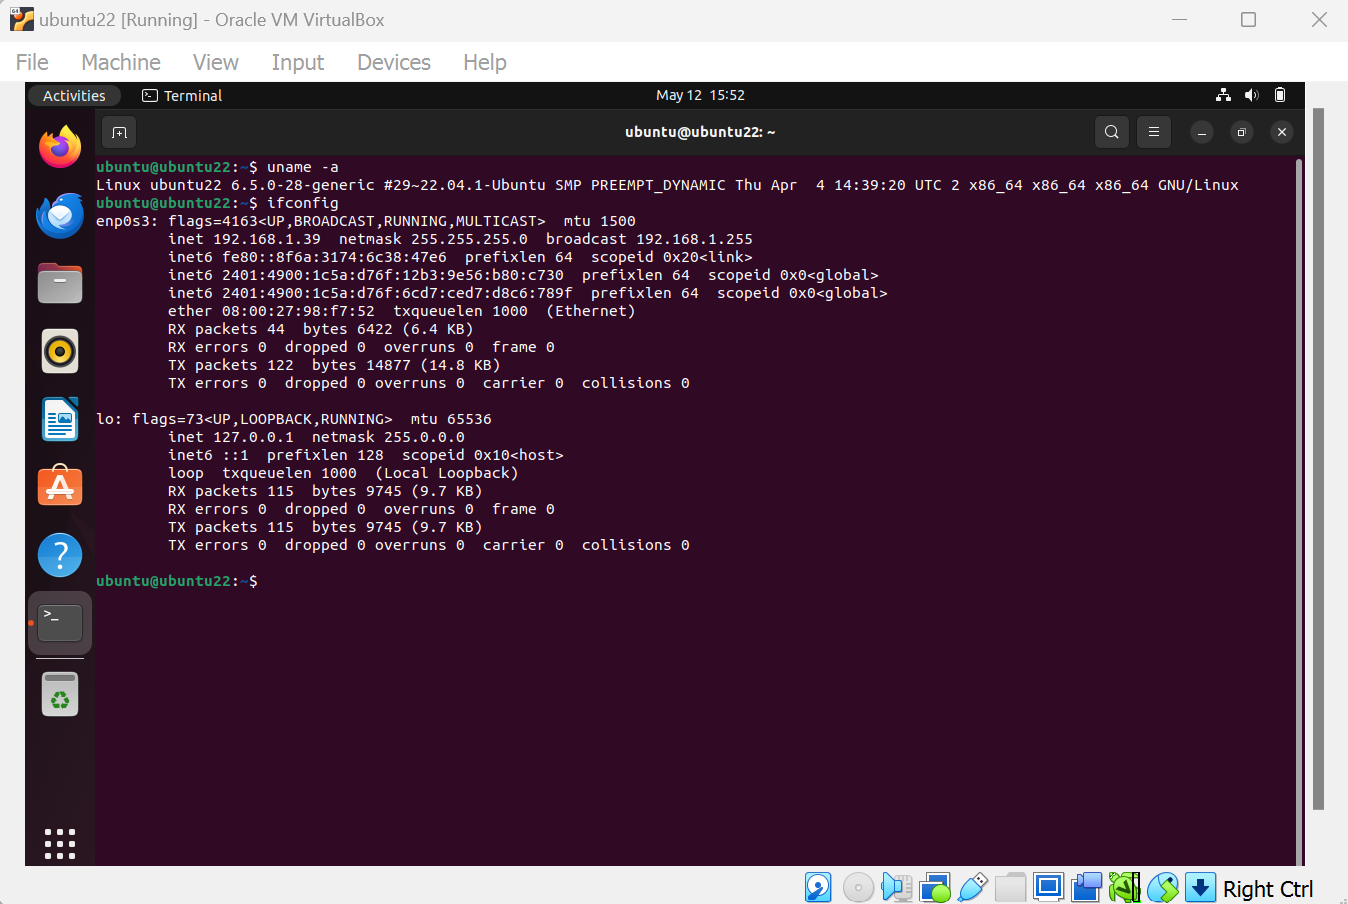 ubuntu22 [Running] - Oracle VM VirtualBox
File Machine View Input Devices Help
Activities Terminal May 12 15:52
ubuntu@ubuntu22: ~
ubuntu@ubuntu22:~$ uname -a
Linux ubuntu22 6.5.0-28-generic #29~22.04.1-Ubuntu SMP PREEMPT_DYNAMIC Thu Apr  4 14:39:20 UTC 2 x86_64 x86_64 x86_64 GNU/Linux
ubuntu@ubuntu22:~$ ifconfig
enp0s3: flags=4163<UP,BROADCAST,RUNNING,MULTICAST>  mtu 1500
        inet 192.168.1.39  netmask 255.255.255.0  broadcast 192.168.1.255
        inet6 fe80::8f6a:3174:6c38:47e6  prefixlen 64  scopeid 0x20<link>
        inet6 2401:4900:1c5a:d76f:12b3:9e56:b80:c730  prefixlen 64  scopeid 0x0<global>
        inet6 2401:4900:1c5a:d76f:6cd7:ced7:d8c6:789f  prefixlen 64  scopeid 0x0<global>
        ether 08:00:27:98:f7:52  txqueuelen 1000  (Ethernet)
        RX packets 44  bytes 6422 (6.4 KB)
        RX errors 0  dropped 0  overruns 0  frame 0
        TX packets 122  bytes 14877 (14.8 KB)
        TX errors 0  dropped 0 overruns 0  carrier 0  collisions 0
lo: flags=73<UP,LOOPBACK,RUNNING>  mtu 65536
        inet 127.0.0.1  netmask 255.0.0.0
        inet6 ::1  prefixlen 128  scopeid 0x10<host>
        loop  txqueuelen 1000  (Local Loopback)
        RX packets 115  bytes 9745 (9.7 KB)
        RX errors 0  dropped 0  overruns 0  frame 0
        TX packets 115  bytes 9745 (9.7 KB)
        TX errors 0  dropped 0 overruns 0  carrier 0  collisions 0
ubuntu@ubuntu22:~$
Right Ctrl